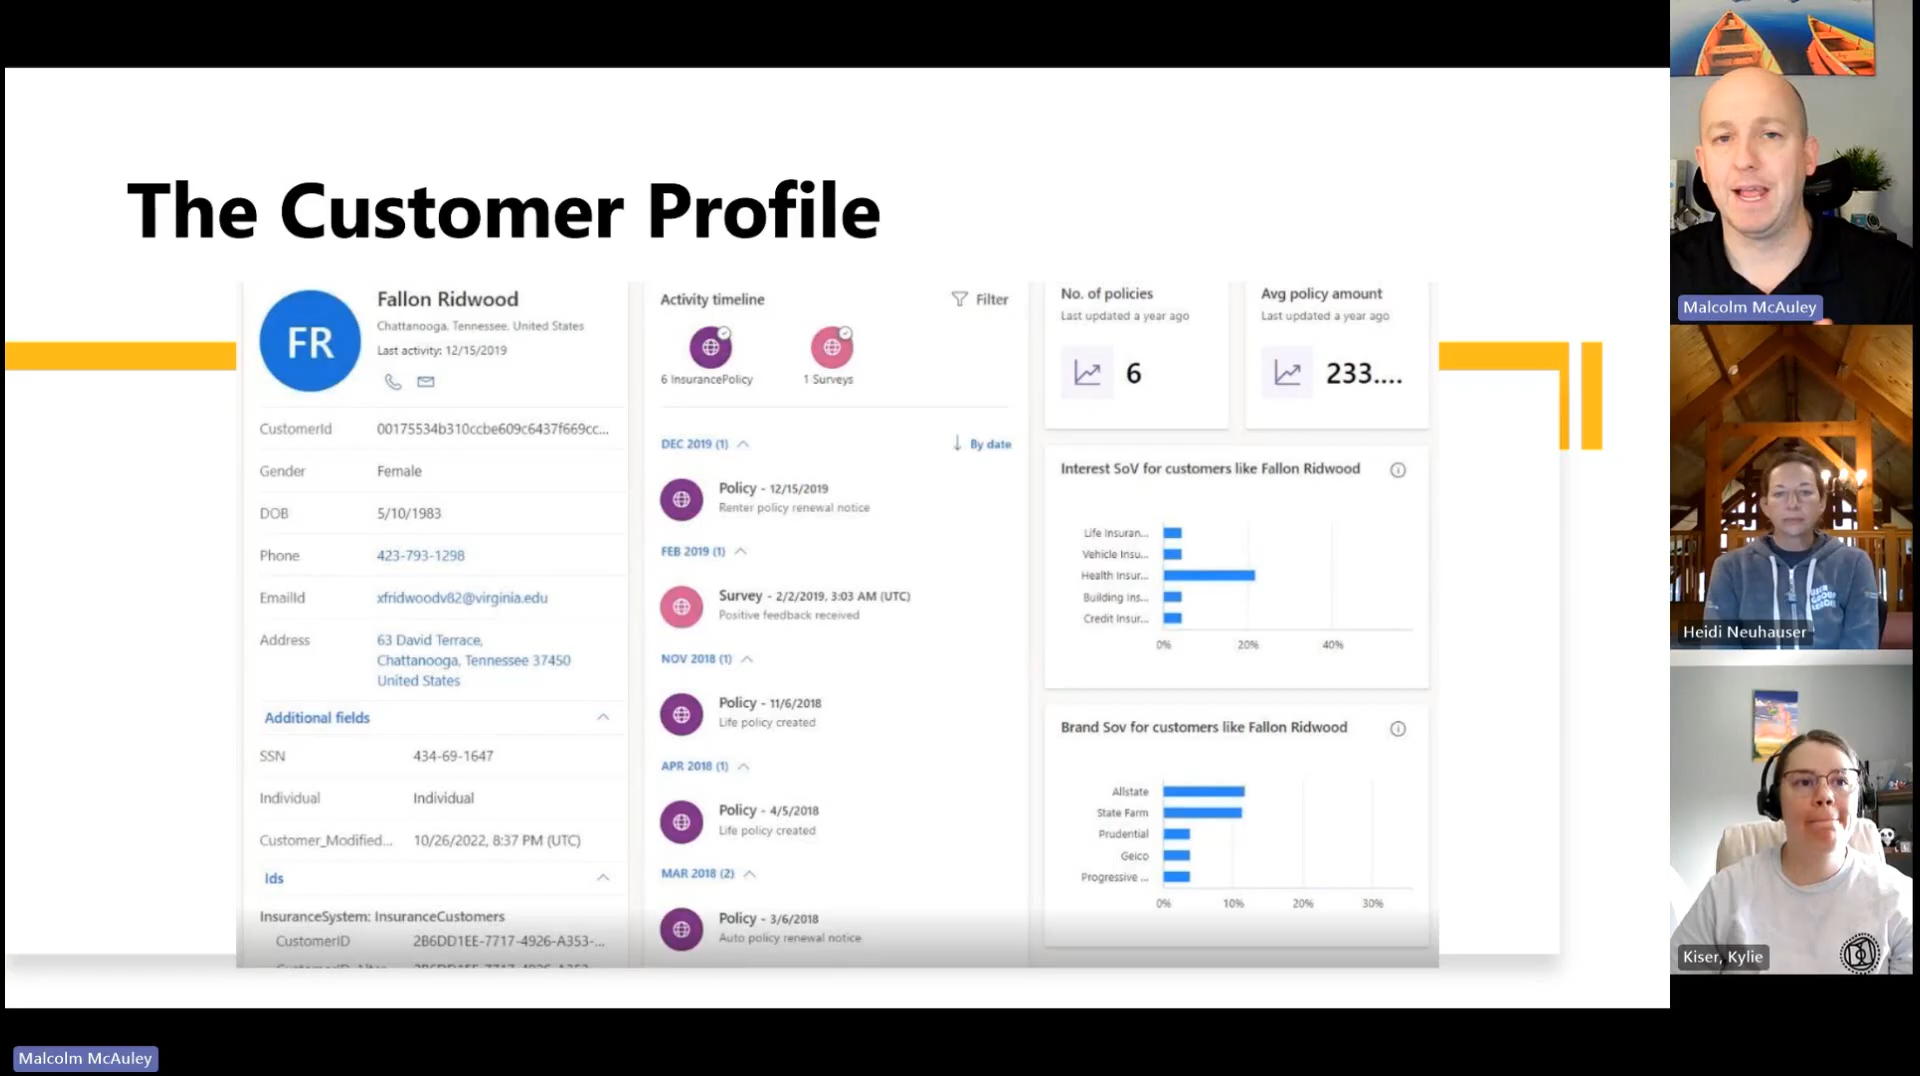 The Customer Profile
FR
Fallon Ridwood
Chattanooga, Tennessee, United States
Last activity: 12/15/2019
CustomerId 00175534b310ccbe609c6437f669cc...
Gender Female
DOB 5/10/1983
Phone 423-793-1298
EmailId xfridwoodv82@virginia.edu
Address 63 David Terrace,
Chattanooga, Tennessee 37450
United States
Additional fields
SSN 434-69-1647
Individual Individual
Customer_Modified... 10/26/2022, 8:37 PM (UTC)
Ids
InsuranceSystem: InsuranceCustomers
CustomerID 2B6DD1EE-7717-4926-A353-...
Activity timeline
Filter
6 InsurancePolicy
1 Surveys
DEC 2019 (1)
By date
Policy - 12/15/2019
Renter policy renewal notice
FEB 2019 (1)
Survey - 2/2/2019, 3:03 AM (UTC)
Positive feedback received
NOV 2018 (1)
Policy - 11/6/2018
Life policy created
APR 2018 (1)
Policy - 4/5/2018
Life policy created
MAR 2018 (2)
Policy - 3/6/2018
Auto policy renewal notice
No. of policies
Last updated a year ago
6
Avg policy amount
Last updated a year ago
233....
Interest SoV for customers like Fallon Ridwood
Life Insuran...
Vehicle Insu...
Health Insur...
Building Ins...
Credit Insur...
0% 20% 40%
Brand Sov for customers like Fallon Ridwood
Allstate
State Farm
Prudential
Geico
Progressive ...
0% 10% 20% 30%
Malcolm McAuley
USER
GROUP
LEADER
Heidi Neuhauser
Kiser, Kylie
Malcolm McAuley